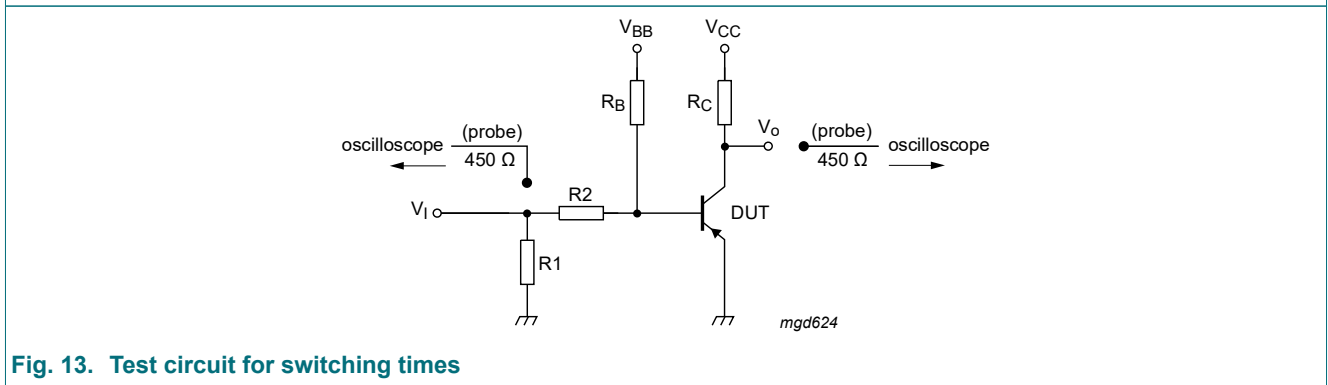 VBB
VCC
RB
RC
Vo
(probe)
oscilloscope
450 Ω
(probe)
oscilloscope
450 Ω
R2
VI
DUT
R1
mgd624
Fig. 13. Test circuit for switching times